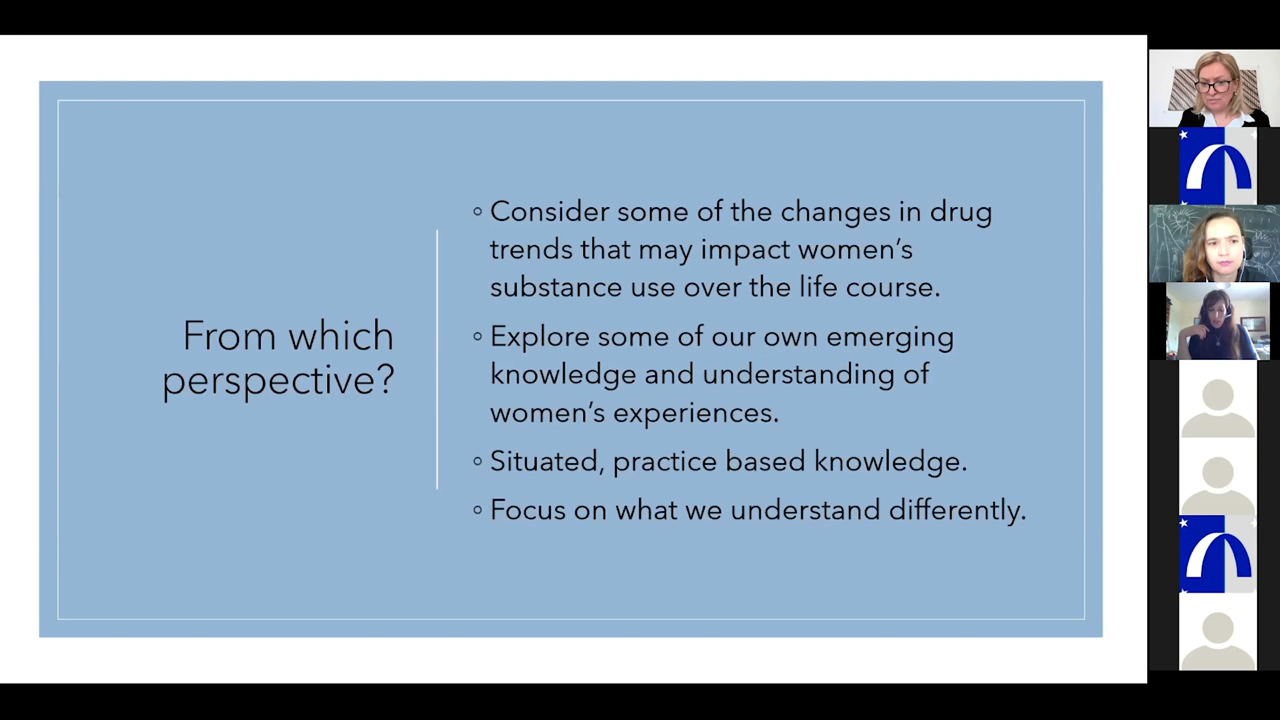 From which
perspective?
◦ Consider some of the changes in drug
trends that may impact women’s
substance use over the life course.
◦ Explore some of our own emerging
knowledge and understanding of
women’s experiences.
◦ Situated, practice based knowledge.
◦ Focus on what we understand differently.